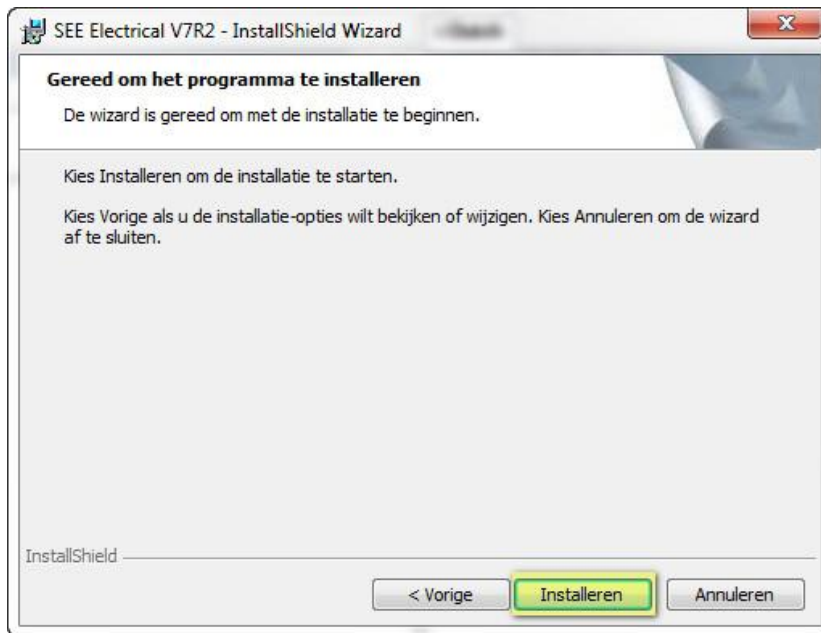 SEE Electrical V7R2 - InstallShield Wizard
Gereed om het programma te installeren
De wizard is gereed om met de installatie te beginnen.
Kies Installeren om de installatie te starten.
Kies Vorige als u de installatie-opties wilt bekijken of wijzigen. Kies Annuleren om de wizard
af te sluiten.
InstallShield
< Vorige
Installeren
Annuleren